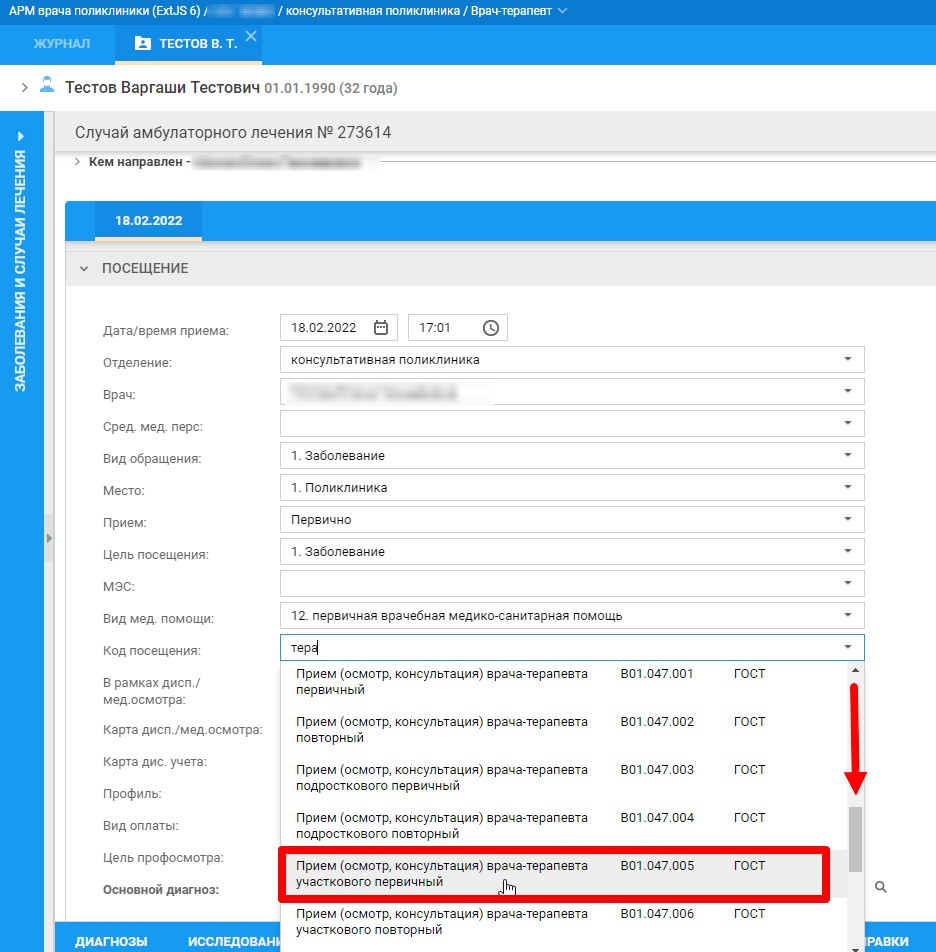 АРМ врача поликлиники (ExtJS 6) / / консультативная поликлиника / Врач-терапевт
ЖУРНАЛ
ТЕСТОВ В. Т.
Тестов Варгаши Тестович 01.01.1990 (32 года)
ЗАБОЛЕВАНИЯ И СЛУЧАИ ЛЕЧЕНИЯ
Случай амбулаторного лечения № 273614
Кем направлен -
18.02.2022
ПОСЕЩЕНИЕ
Дата/время приема: 18.02.2022 17:01
Отделение: консультативная поликлиника
Врач:
Сред. мед. перс:
Вид обращения: 1. Заболевание
Место: 1. Поликлиника
Прием: Первично
Цель посещения: 1. Заболевание
МЭС:
Вид мед. помощи: 12. первичная врачебная медико-санитарная помощь
Код посещения: тера
В рамках дисп./
мед.осмотра:
Карта дисп./мед.осмотра:
Карта дис. учета:
Профиль:
Вид оплаты:
Цель профосмотра:
Основной диагноз:
Прием (осмотр, консультация) врача-терапевта B01.047.001 ГОСТ
первичный
Прием (осмотр, консультация) врача-терапевта B01.047.002 ГОСТ
повторный
Прием (осмотр, консультация) врача-терапевта B01.047.003 ГОСТ
подросткового первичный
Прием (осмотр, консультация) врача-терапевта B01.047.004 ГОСТ
подросткового повторный
Прием (осмотр, консультация) врача-терапевта B01.047.005 ГОСТ
участкового первичный
Прием (осмотр, консультация) врача-терапевта B01.047.006 ГОСТ
участкового повторный
ДИАГНОЗЫ ИССЛЕДОВАНИ РАВКИ